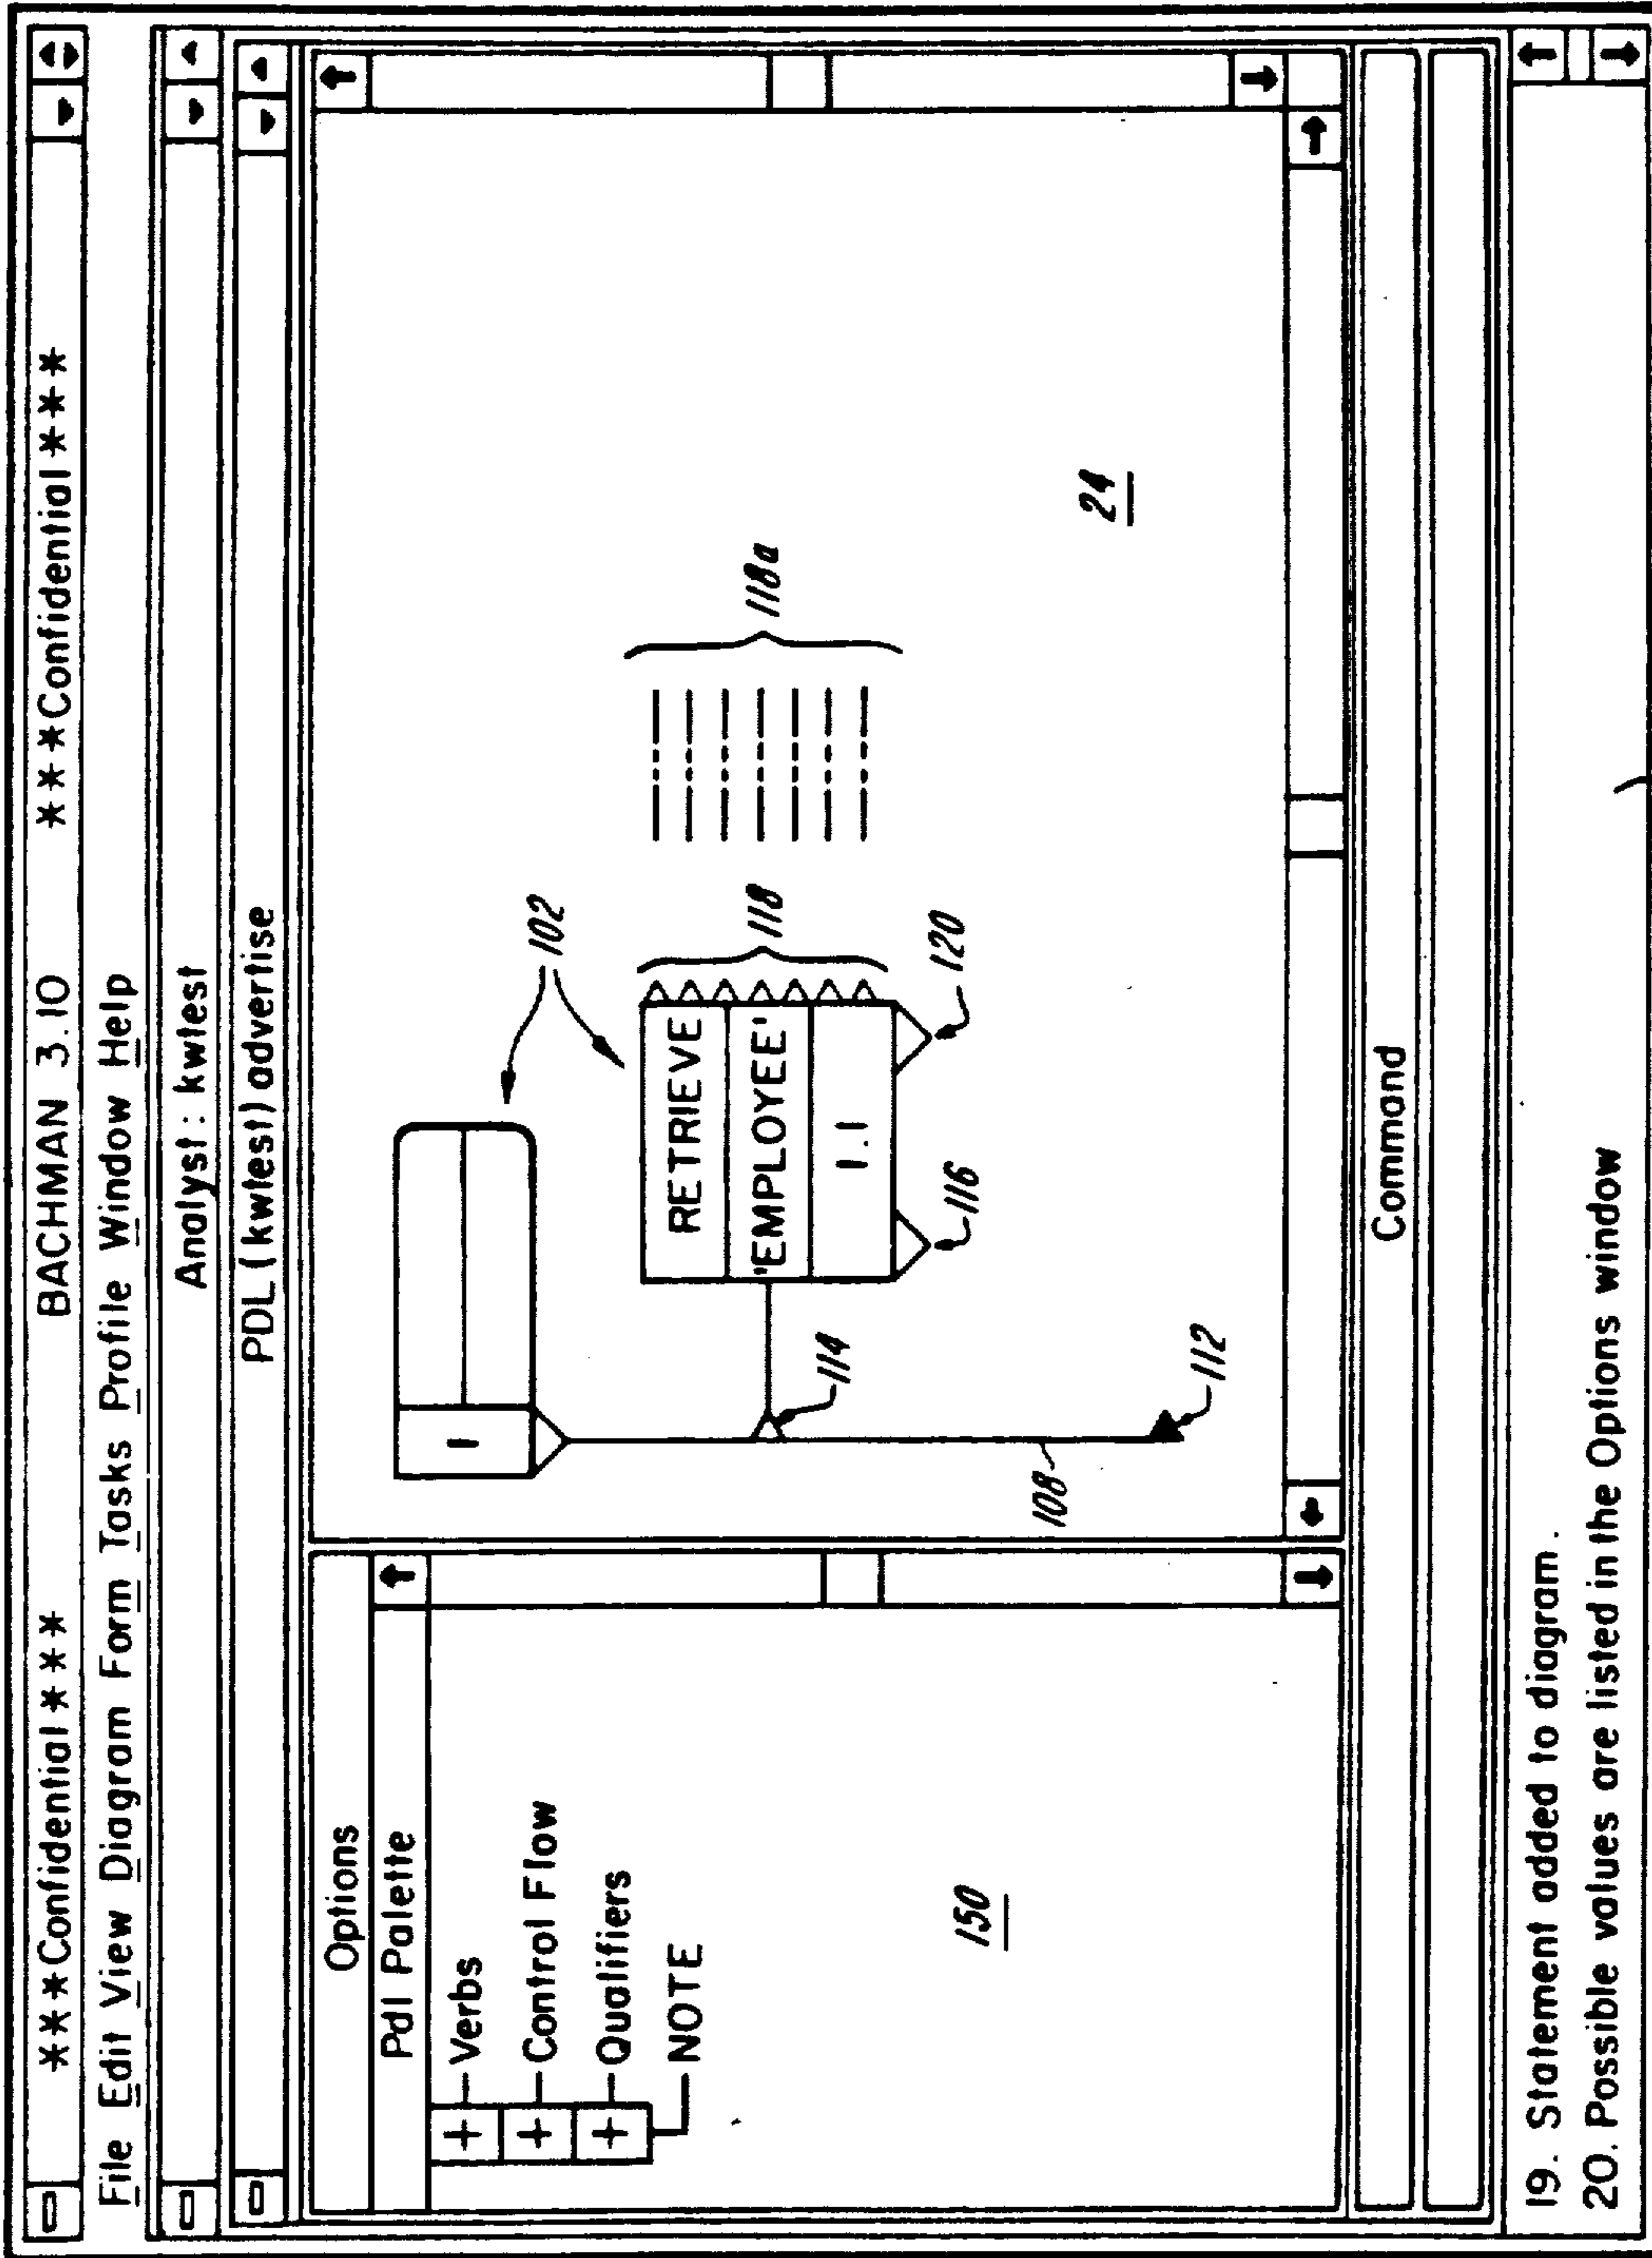 ***Confidential*** BACHMAN 3.10 ***Confidential***
File Edit View Diagram Form Tasks Profile Window Help
Analyst: kwtest
PDL (kwtest) advertise
Options
Pdl Palette
+ Verbs
+ Control Flow
+ Qualifiers
NOTE
150
1
102
RETRIEVE
'EMPLOYEE'
1.1
118
118a
114
116
120
108
112
24
Command
19. Statement added to diagram.
20. Possible values are listed in the Options window